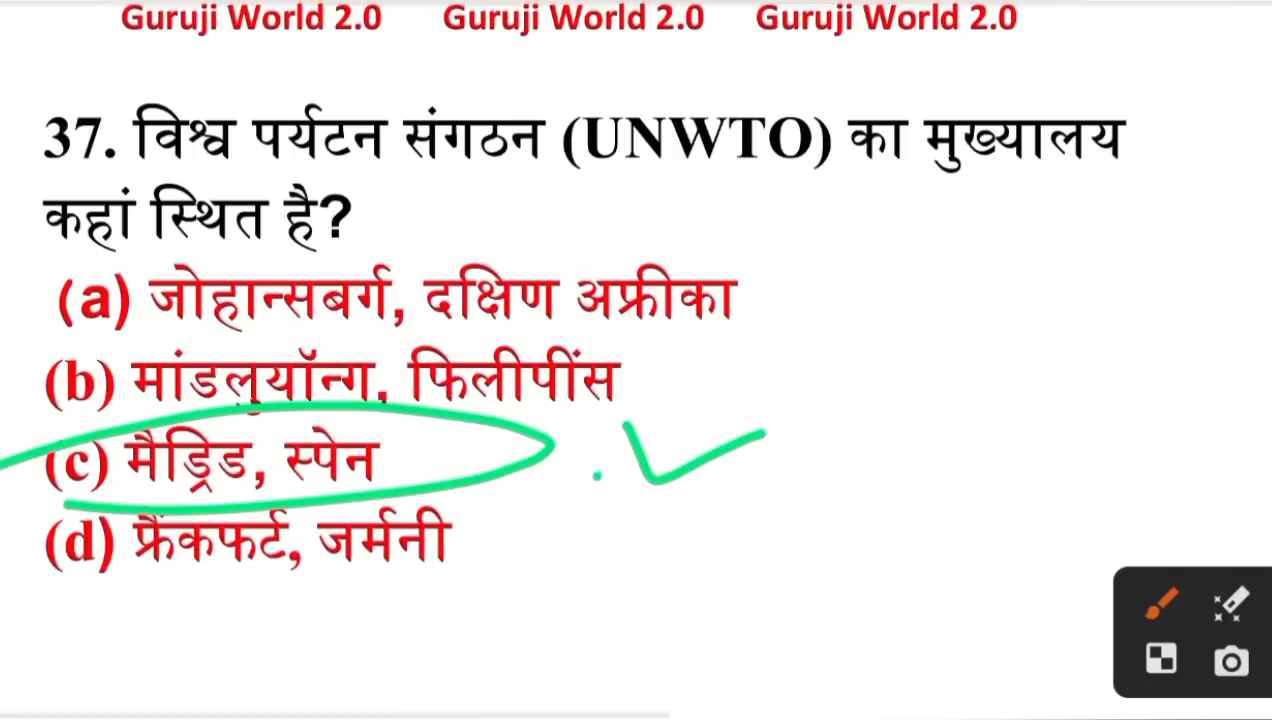 Guruji World 2.0 Guruji World 2.0 Guruji World 2.0
37. विश्व पर्यटन संगठन (UNWTO) का मुख्यालय
कहां स्थित है?
(a) जोहान्सबर्ग, दक्षिण अफ्रीका
(b) मांडलुयॉन्ग, फिलीपींस
(c) मैड्रिड, स्पेन
(d) फ्रैंकफर्ट, जर्मनी